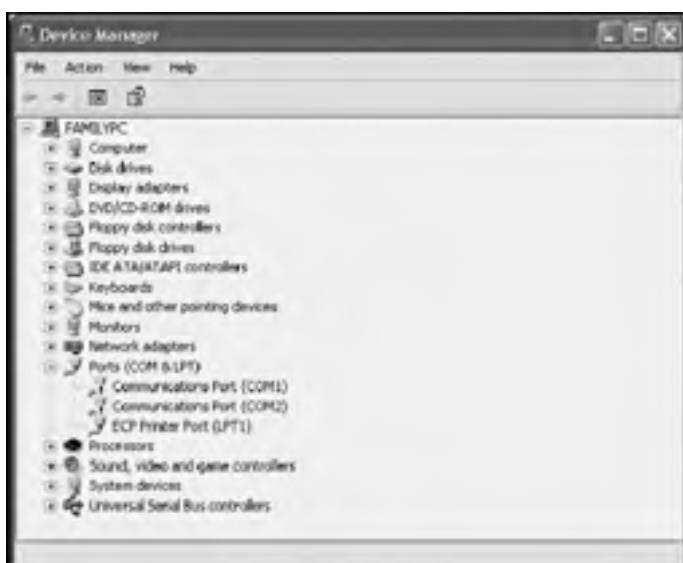 Device Manager
File Action View Help
FAMILYPC
Computer
Disk drives
Display adapters
DVD/CD-ROM drives
Floppy disk controllers
Floppy disk drives
IDE ATA/ATAPI controllers
Keyboards
Mice and other pointing devices
Monitors
Network adapters
Ports (COM & LPT)
Communications Port (COM1)
Communications Port (COM2)
ECP Printer Port (LPT1)
Processors
Sound, video and game controllers
System devices
Universal Serial Bus controllers